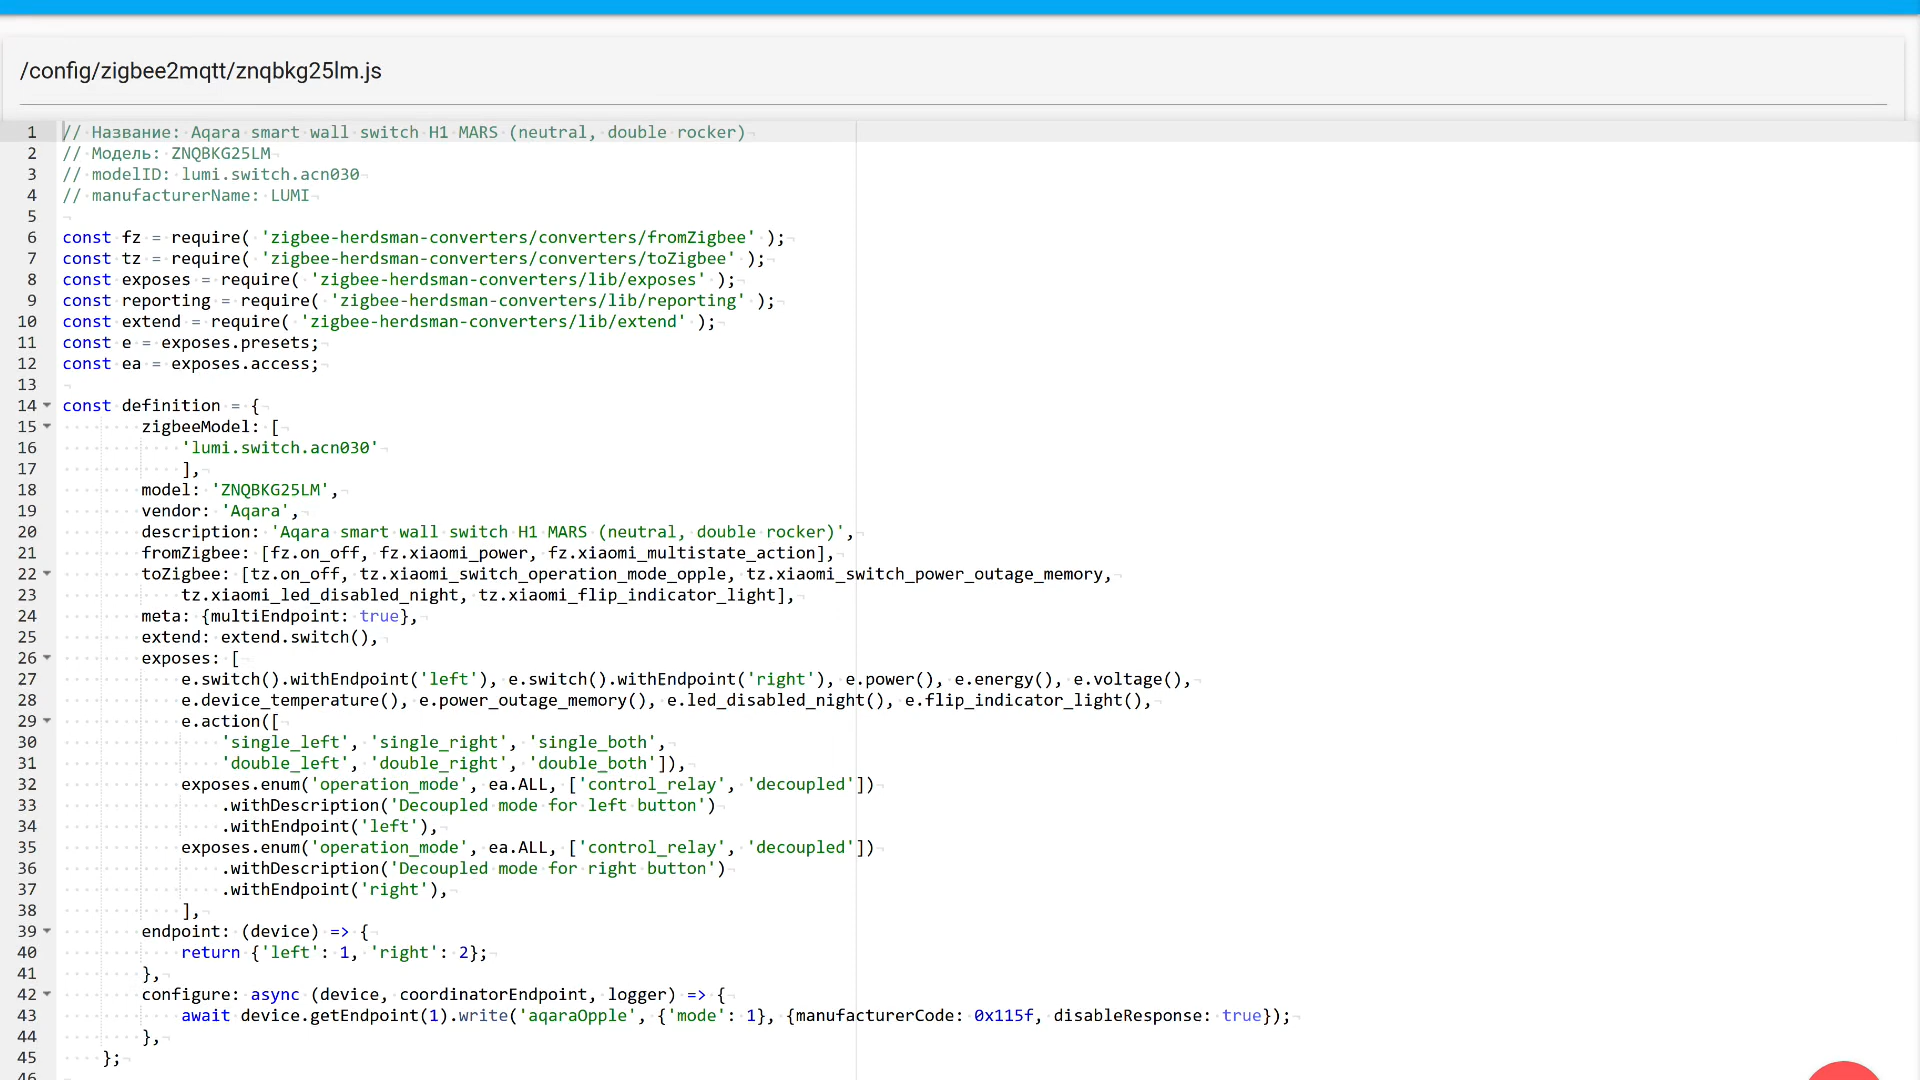 /config/zigbee2mqtt/znqbkg25lm.js
1 // Название: Aqara smart wall switch H1 MARS (neutral, double rocker)
2 // Модель: ZNQBKG25LM
3 // modelID: lumi.switch.acn030
4 // manufacturerName: LUMI
5
6 const fz = require( 'zigbee-herdsman-converters/converters/fromZigbee' );
7 const tz = require( 'zigbee-herdsman-converters/converters/toZigbee' );
8 const exposes = require( 'zigbee-herdsman-converters/lib/exposes' );
9 const reporting = require( 'zigbee-herdsman-converters/lib/reporting' );
10 const extend = require( 'zigbee-herdsman-converters/lib/extend' );
11 const e = exposes.presets;
12 const ea = exposes.access;
13
14 const definition = {
15         zigbeeModel: [
16             'lumi.switch.acn030'
17             ],
18         model: 'ZNQBKG25LM',
19         vendor: 'Aqara',
20         description: 'Aqara smart wall switch H1 MARS (neutral, double rocker)',
21         fromZigbee: [fz.on_off, fz.xiaomi_power, fz.xiaomi_multistate_action],
22         toZigbee: [tz.on_off, tz.xiaomi_switch_operation_mode_opple, tz.xiaomi_switch_power_outage_memory,
23             tz.xiaomi_led_disabled_night, tz.xiaomi_flip_indicator_light],
24         meta: {multiEndpoint: true},
25         extend: extend.switch(),
26         exposes: [
27             e.switch().withEndpoint('left'), e.switch().withEndpoint('right'), e.power(), e.energy(), e.voltage(),
28             e.device_temperature(), e.power_outage_memory(), e.led_disabled_night(), e.flip_indicator_light(),
29             e.action([
30                 'single_left', 'single_right', 'single_both',
31                 'double_left', 'double_right', 'double_both']),
32             exposes.enum('operation_mode', ea.ALL, ['control_relay', 'decoupled'])
33                 .withDescription('Decoupled mode for left button')
34                 .withEndpoint('left'),
35             exposes.enum('operation_mode', ea.ALL, ['control_relay', 'decoupled'])
36                 .withDescription('Decoupled mode for right button')
37                 .withEndpoint('right'),
38             ],
39         endpoint: (device) => {
40             return {'left': 1, 'right': 2};
41         },
42         configure: async (device, coordinatorEndpoint, logger) => {
43             await device.getEndpoint(1).write('aqaraOpple', {'mode': 1}, {manufacturerCode: 0x115f, disableResponse: true});
44         },
45     };
46